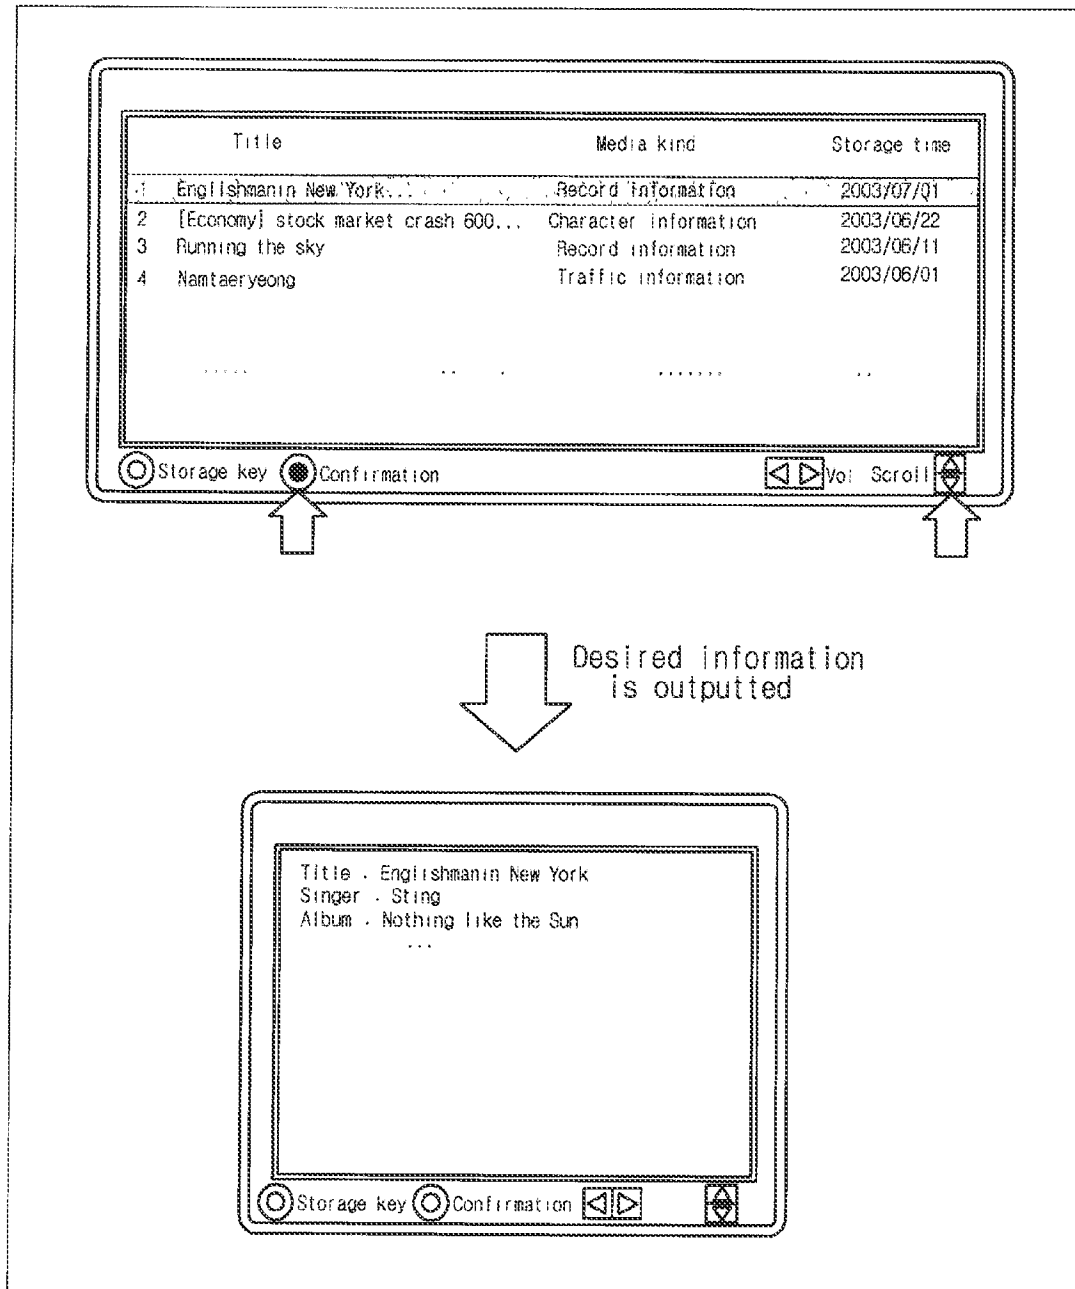 Title Media kind Storage time
1 Englishmanin New York... Record information 2003/07/01
2 [Economy] stock market crash 600... Character information 2003/06/22
3 Running the sky Record information 2003/06/11
4 Namtaeryeong Traffic information 2003/06/01
Storage key Confirmation Vol Scroll
Desired information
is outputted
Title . Englishmanin New York
Singer . Sting
Album . Nothing like the Sun
...
Storage key Confirmation